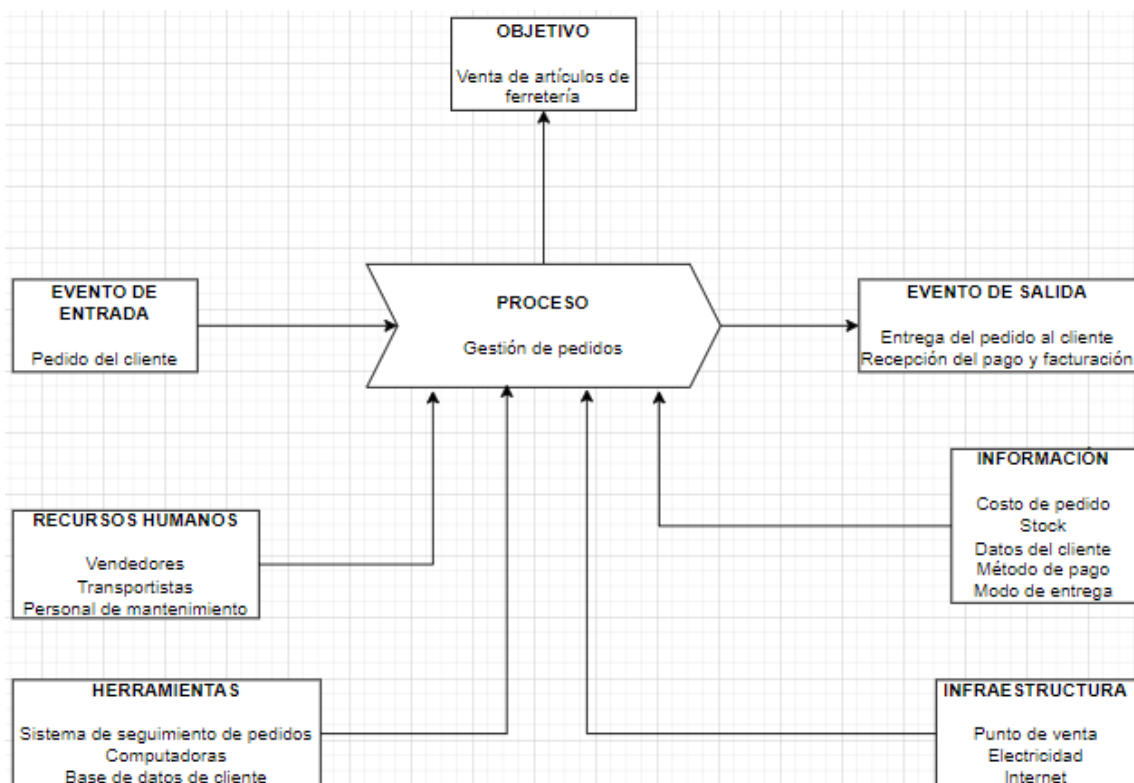 OBJETIVO
Venta de artículos de
ferretería
EVENTO DE
ENTRADA
Pedido del cliente
PROCESO
Gestión de pedidos
EVENTO DE SALIDA
Entrega del pedido al cliente
Recepción del pago y facturación
INFORMACIÓN
Costo de pedido
Stock
Datos del cliente
Método de pago
Modo de entrega
RECURSOS HUMANOS
Vendedores
Transportistas
Personal de mantenimiento
HERRAMIENTAS
Sistema de seguimiento de pedidos
Computadoras
Base de datos de cliente
INFRAESTRUCTURA
Punto de venta
Electricidad
Internet